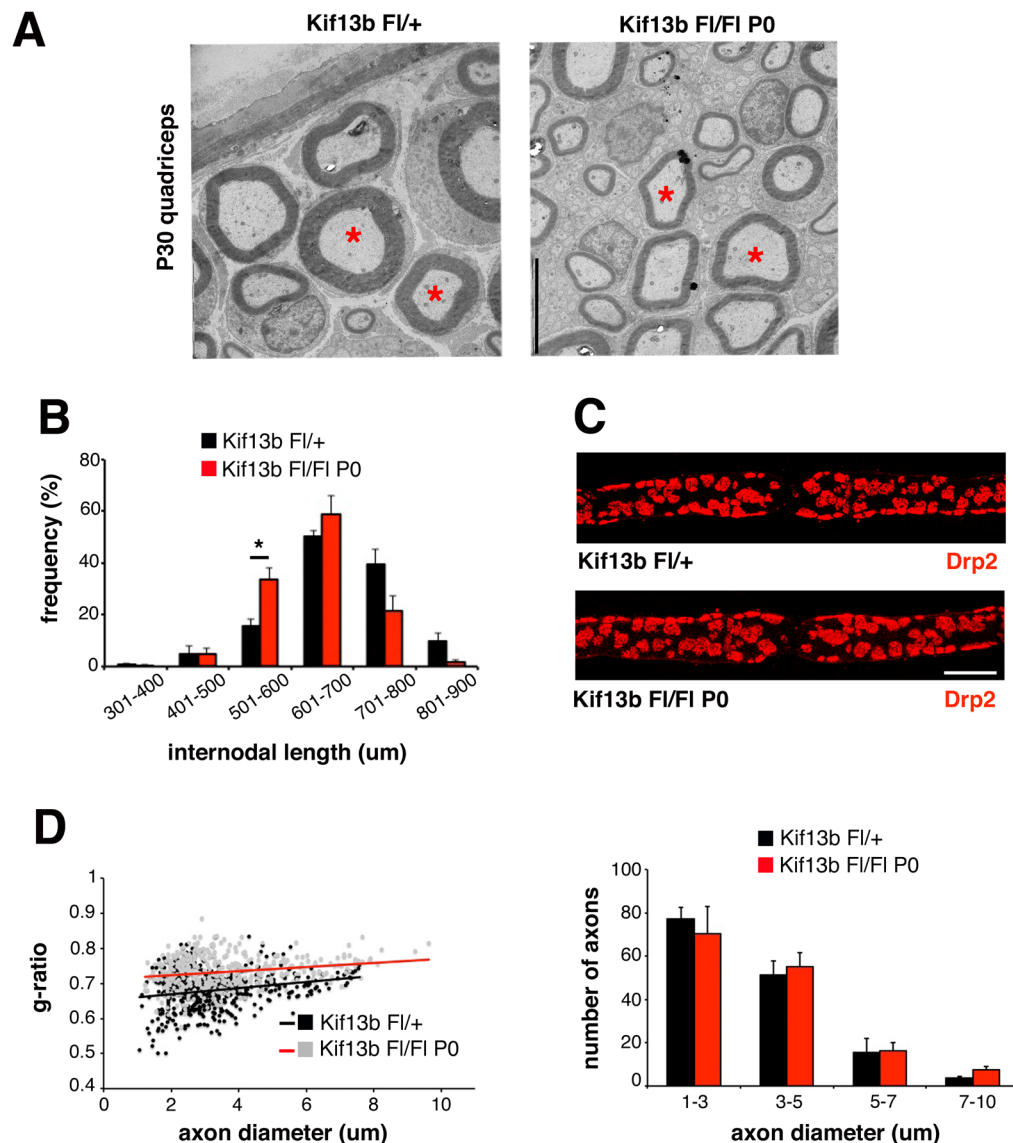 A
Kif13b Fl/+
Kif13b Fl/Fl P0
P30 quadriceps
*
*
*
*
B
Kif13b Fl/+
Kif13b Fl/Fl P0
frequency (%)
80
60
40
20
0
*
301-400
401-500
501-600
601-700
701-800
801-900
internodal length (um)
C
Kif13b Fl/+
Drp2
Kif13b Fl/Fl P0
Drp2
D
g-ratio
1
0.9
0.8
0.7
0.6
0.5
0.4
0
2
4
6
8
10
axon diameter (um)
Kif13b Fl/+
Kif13b Fl/Fl P0
Kif13b Fl/+
Kif13b Fl/Fl P0
number of axons
100
80
60
40
20
0
1-3
3-5
5-7
7-10
axon diameter (um)